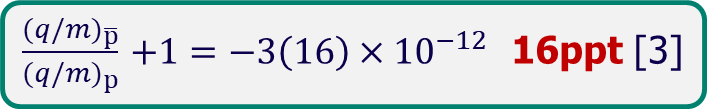 (q/m)p̅ / (q/m)p + 1 = −3(16) × 10⁻¹² 16ppt [3]